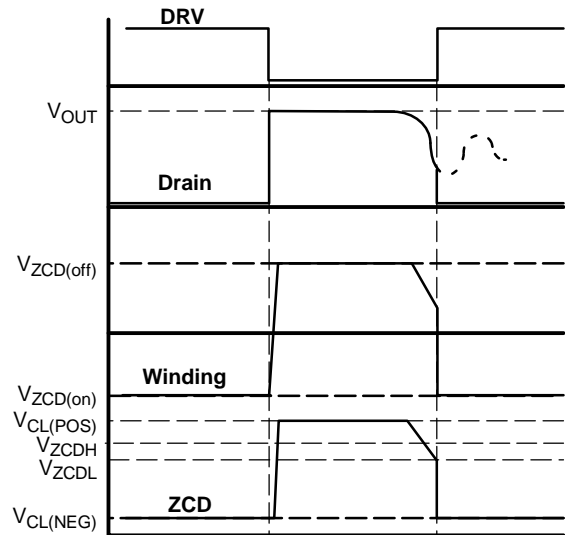 DRV
VOUT
Drain
VZCD(off)
Winding
VZCD(on)
VCL(POS)
VZCDH
VZCDL
ZCD
VCL(NEG)